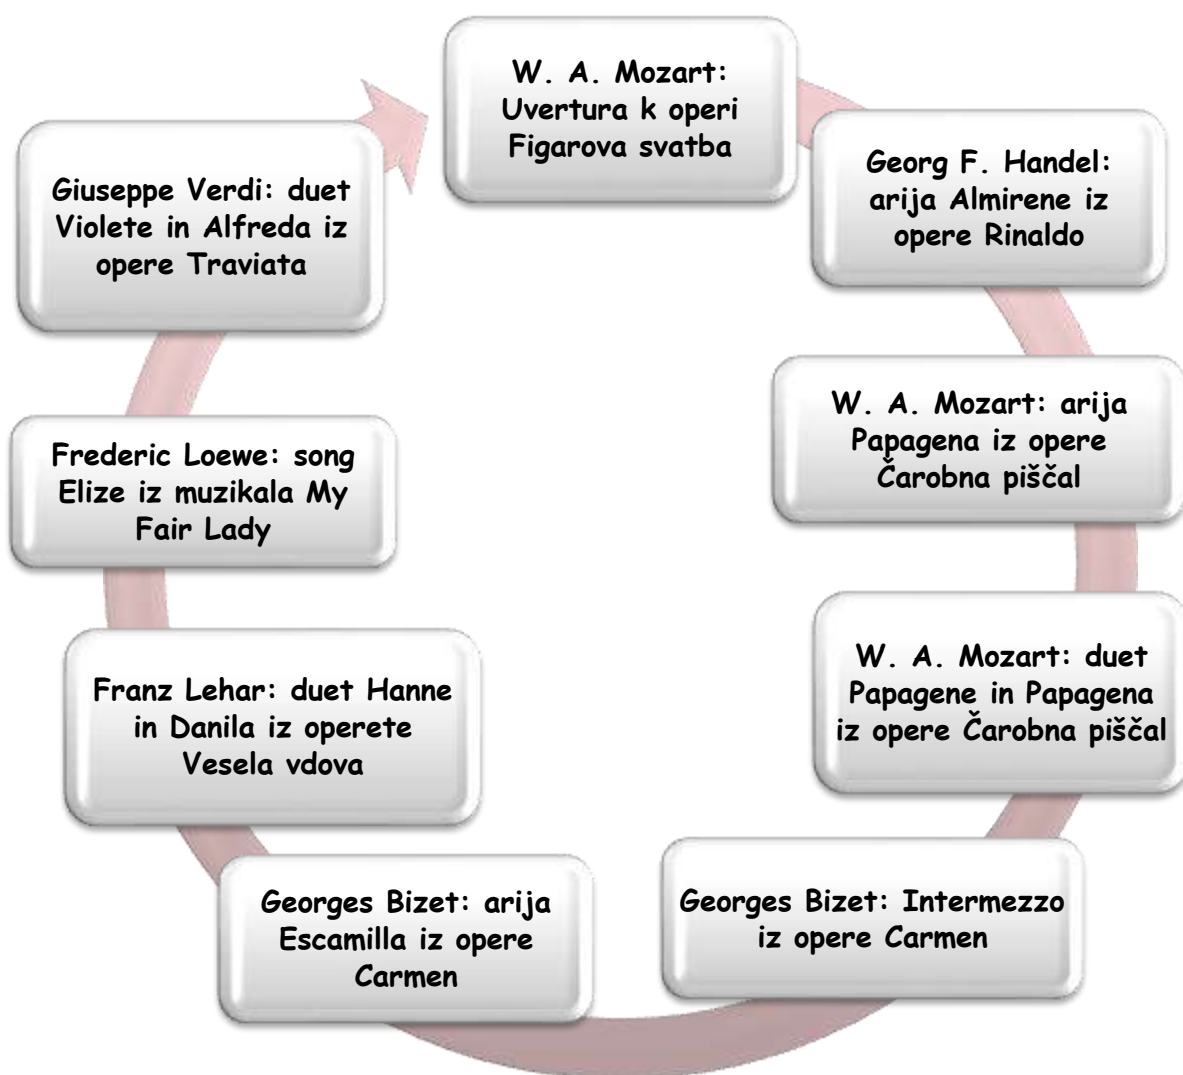 W. A. Mozart:
Uvertura k operi
Figarova svatba
Georg F. Handel:
arija Almirene iz
opere Rinaldo
W. A. Mozart: arija
Papagena iz opere
Čarobna piščal
W. A. Mozart: duet
Papagene in Papagena
iz opere Čarobna piščal
Georges Bizet: Intermezzo
iz opere Carmen
Georges Bizet: arija
Escamilla iz opere
Carmen
Franz Lehar: duet Hanne
in Danila iz operete
Vesela vdova
Frederic Loewe: song
Elize iz muzikala My
Fair Lady
Giuseppe Verdi: duet
Violete in Alfreda iz
opere Traviata